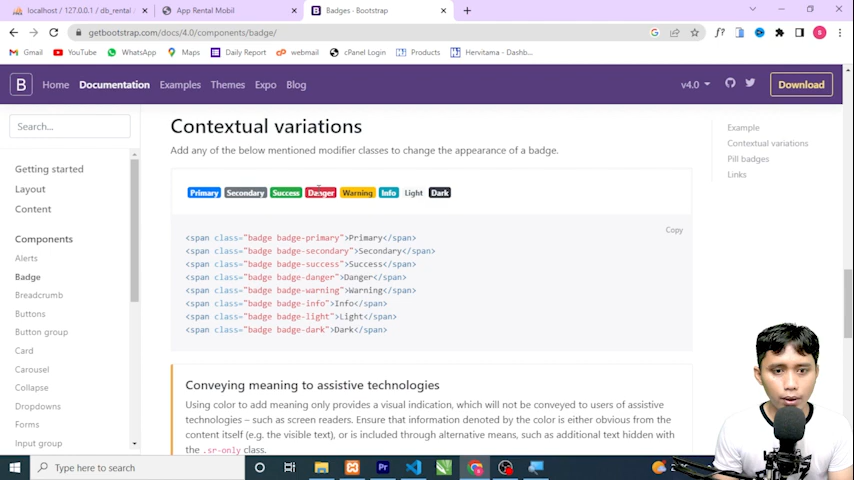 localhost / 127.0.0.1 / db_rental /
App Rental Mobil
Badges · Bootstrap
getbootstrap.com/docs/4.0/components/badge/
Gmail
YouTube
WhatsApp
Maps
Daily Report
webmail
cPanel Login
Products
Hervitama - Dashb...
B
Home
Documentation
Examples
Themes
Expo
Blog
v4.0
Download
Search...
Getting started
Layout
Content
Components
Alerts
Badge
Breadcrumb
Buttons
Button group
Card
Carousel
Collapse
Dropdowns
Forms
Input group
Contextual variations
Add any of the below mentioned modifier classes to change the appearance of a badge.
Primary Secondary Success Danger Warning Info Light Dark
Copy
<span class="badge badge-primary">Primary</span>
<span class="badge badge-secondary">Secondary</span>
<span class="badge badge-success">Success</span>
<span class="badge badge-danger">Danger</span>
<span class="badge badge-warning">Warning</span>
<span class="badge badge-info">Info</span>
<span class="badge badge-light">Light</span>
<span class="badge badge-dark">Dark</span>
Conveying meaning to assistive technologies
Using color to add meaning only provides a visual indication, which will not be conveyed to users of assistive
technologies – such as screen readers. Ensure that information denoted by the color is either obvious from the
content itself (e.g. the visible text), or is included through alternative means, such as additional text hidden with
the .sr-only class.
Example
Contextual variations
Pill badges
Links
Type here to search